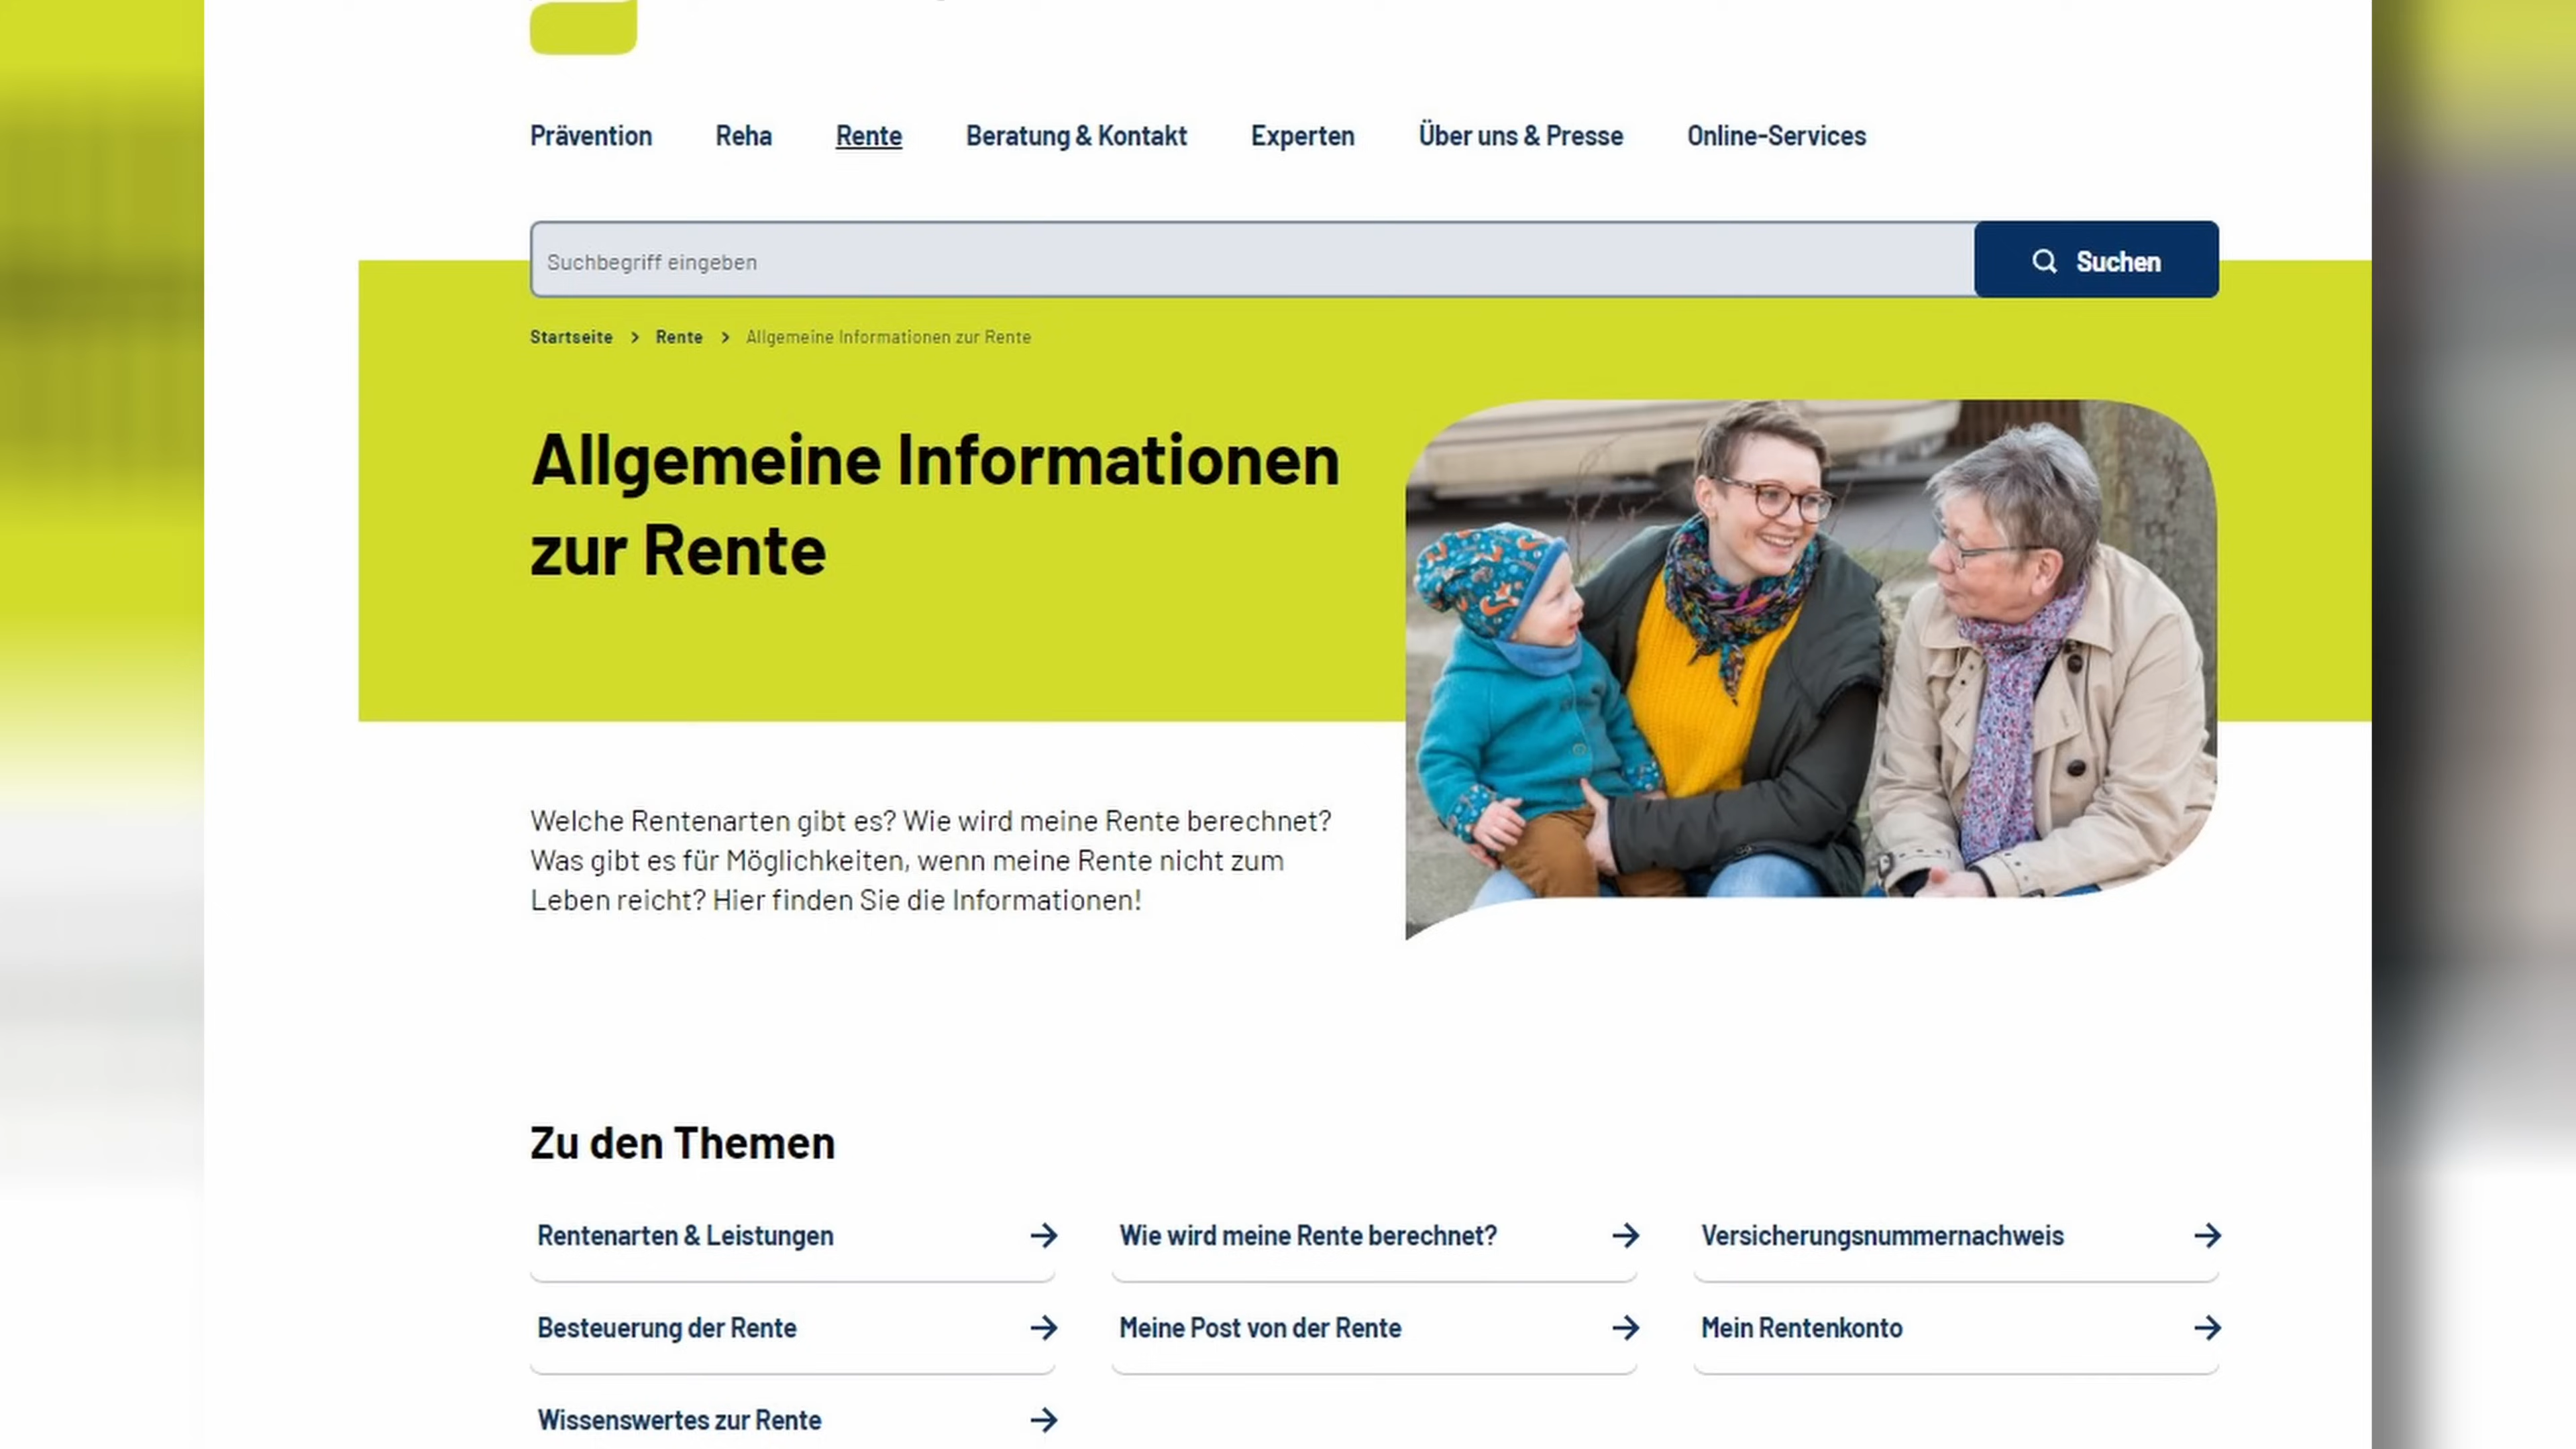 Prävention Reha Rente Beratung & Kontakt Experten Über uns & Presse Online-Services
Suchbegriff eingeben Suchen
Startseite > Rente > Allgemeine Informationen zur Rente
Allgemeine Informationen
zur Rente
Welche Rentenarten gibt es? Wie wird meine Rente berechnet?
Was gibt es für Möglichkeiten, wenn meine Rente nicht zum
Leben reicht? Hier finden Sie die Informationen!
Zu den Themen
Rentenarten & Leistungen → Wie wird meine Rente berechnet? → Versicherungsnummernachweis →
Besteuerung der Rente → Meine Post von der Rente → Mein Rentenkonto →
Wissenswertes zur Rente →